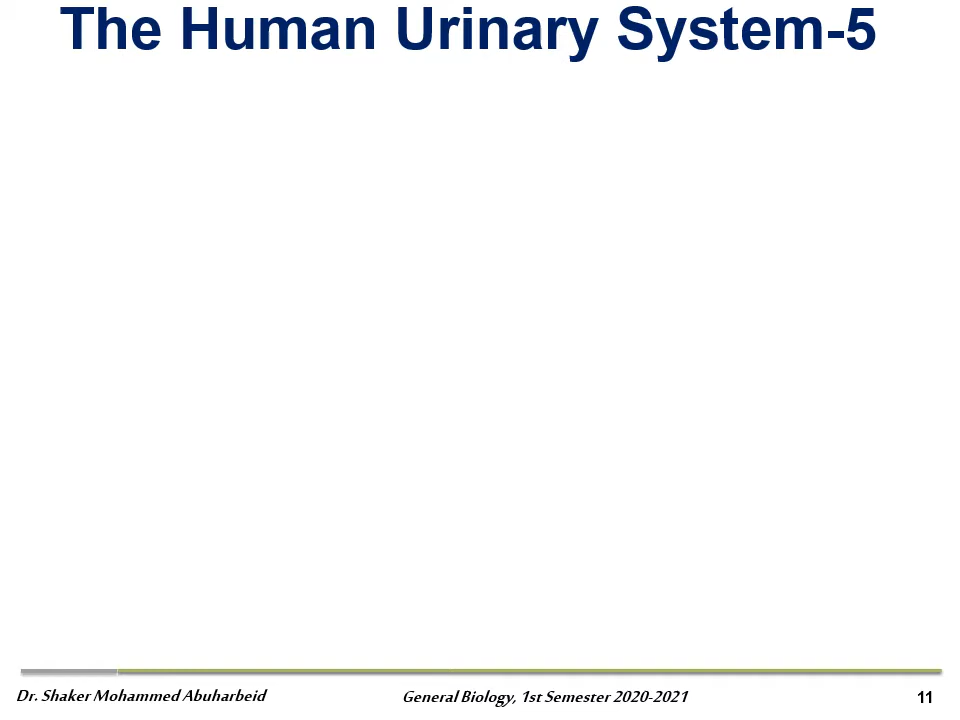 The Human Urinary System-5
Dr. Shaker Mohammed Abuharbeid General Biology, 1st Semester 2020-2021 11